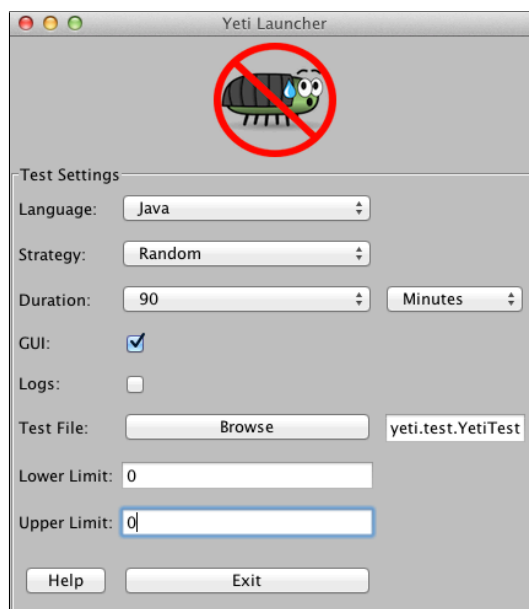 Yeti Launcher
Test Settings
Language: Java
Strategy: Random
Duration: 90 Minutes
GUI:
Logs:
Test File: Browse yeti.test.YetiTest
Lower Limit: 0
Upper Limit: 0
Help Exit